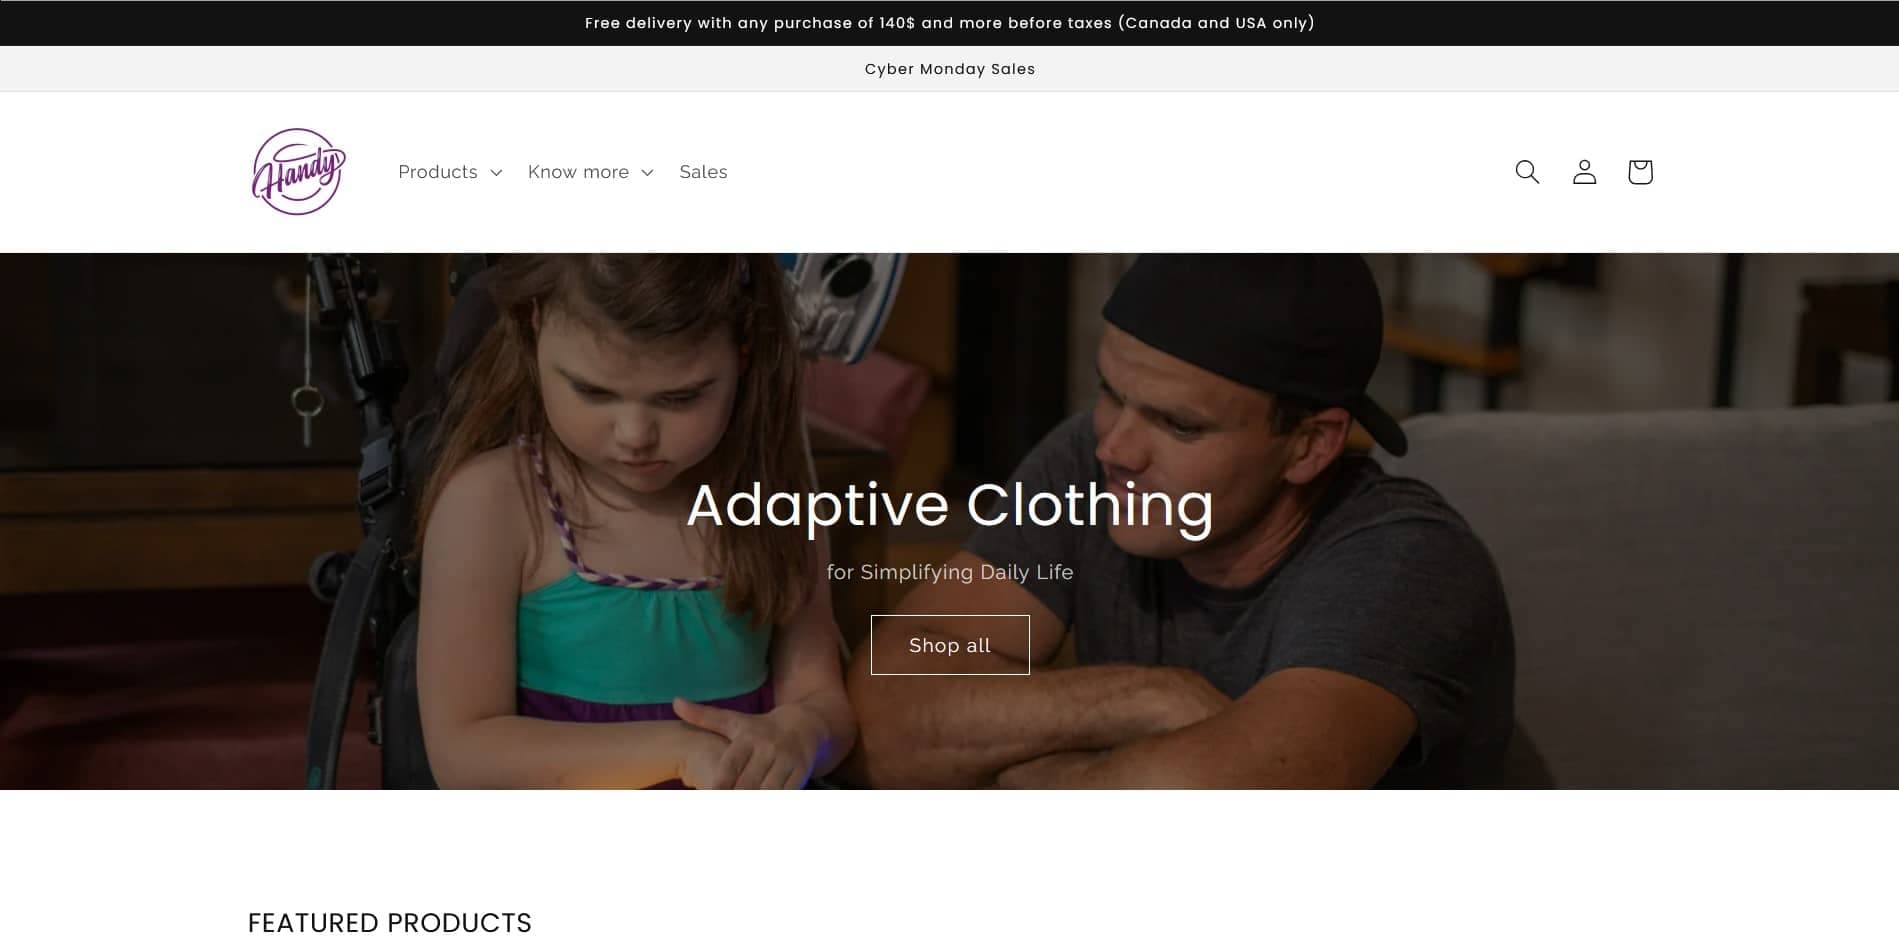 Free delivery with any purchase of 140$ and more before taxes (Canada and USA only)
Cyber Monday Sales
Handy
Products
Know more
Sales
Adaptive Clothing
for Simplifying Daily Life
Shop all
FEATURED PRODUCTS